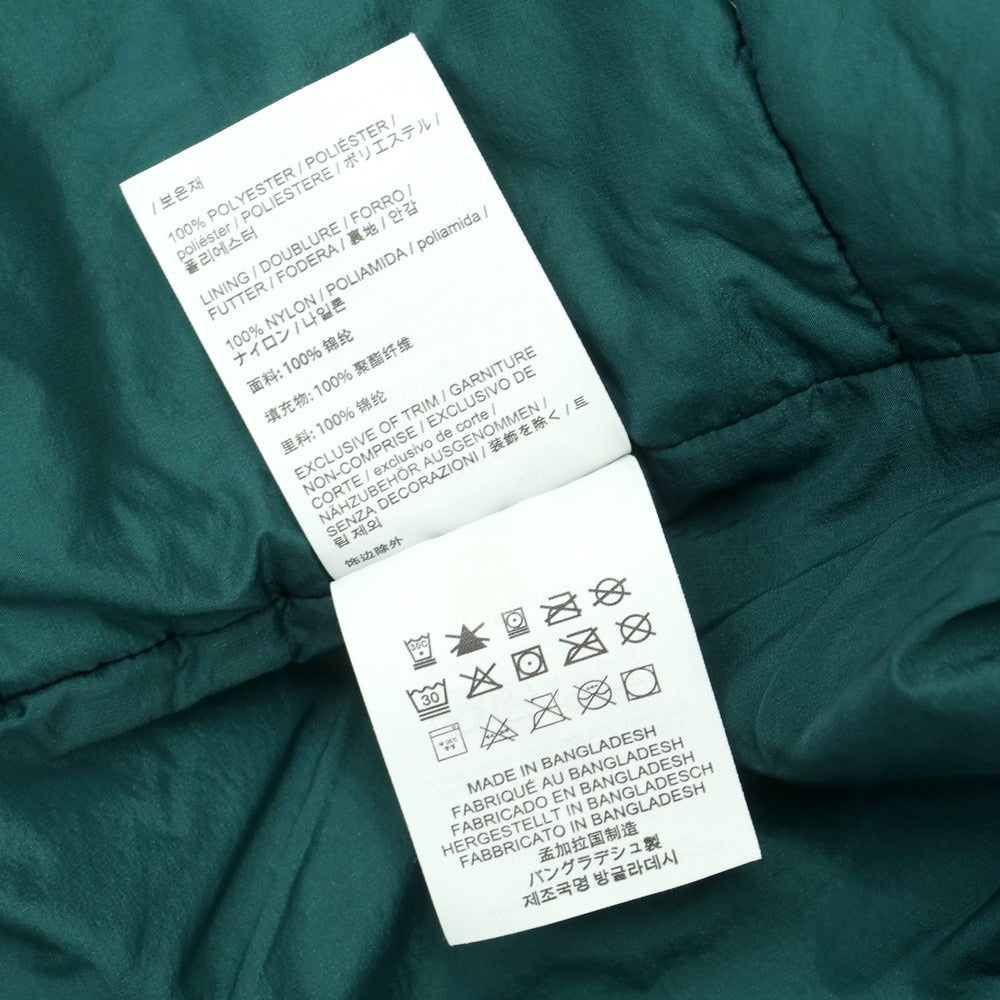 / 보온재
100% POLYESTER / POLIÉSTER /
poliéster / POLIESTERE / ポリエステル /
폴리에스터
LINING / DOUBLURE / FORRO /
FUTTER / FODERA / 裏地 / 안감
100% NYLON / POLIAMIDA / poliamida /
ナイロン / 나일론
面料: 100% 锦纶
填充物: 100% 聚酯纤维
里料: 100% 锦纶
EXCLUSIVE OF TRIM / GARNITURE
NON-COMPRISE / EXCLUSIVO DE
CORTE / exclusivo de corte /
NÄHZUBEHÖR AUSGENOMMEN /
SENZA DECORAZIONI / 装飾を除く / 트
림 제외
饰边除外
30C
30
MADE IN BANGLADESH
FABRIQUÉ AU BANGLADESH
FABRICADO EN BANGLADESH
HERGESTELLT IN BANGLADESCH
FABBRICATO IN BANGLADESH
孟加拉国制造
バングラデシュ製
제조국명 방글라데시